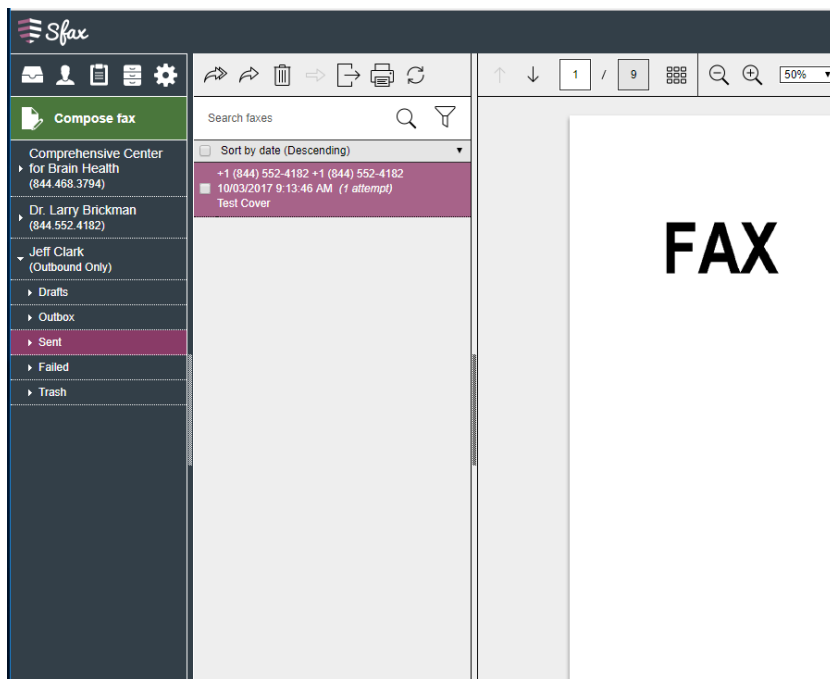 Sfax
1 / 9
50%
Compose fax
Search faxes
Comprehensive Center
for Brain Health
(844.468.3794)
Dr. Larry Brickman
(844.552.4182)
Jeff Clark
(Outbound Only)
Drafts
Outbox
Sent
Failed
Trash
Sort by date (Descending)
+1 (844) 552-4182 +1 (844) 552-4182
10/03/2017 9:13:46 AM (1 attempt)
Test Cover
FAX